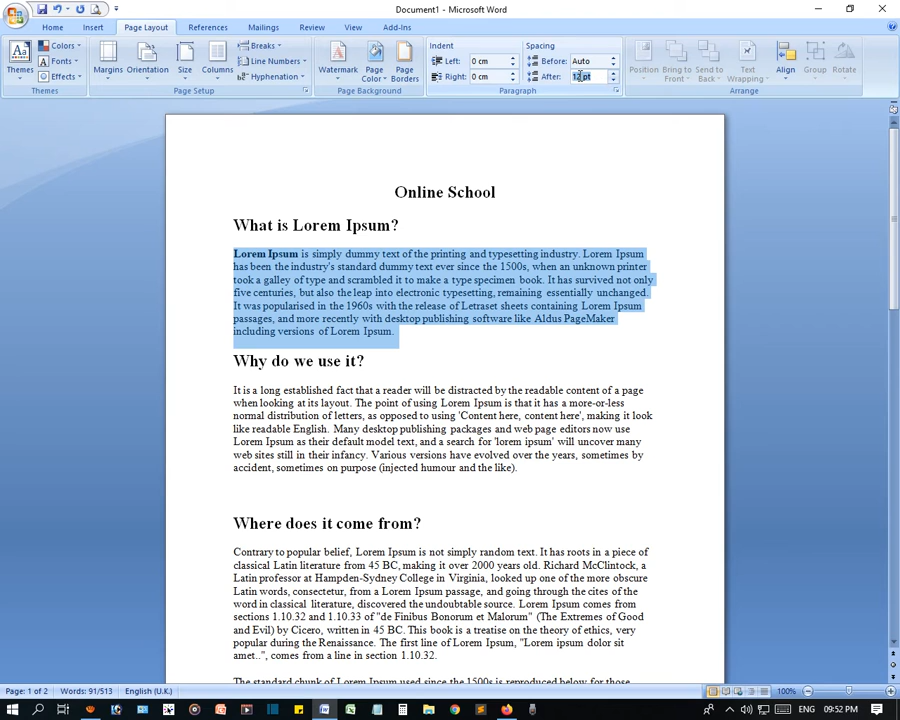 Document1 - Microsoft Word
Home Insert Page Layout References Mailings Review View Add-Ins
Themes
Colors
Fonts
Effects
Themes
Margins Orientation Size Columns
Breaks
Line Numbers
Hyphenation
Page Setup
Watermark Page Color Page Borders
Page Background
Indent
Left: 0 cm
Right: 0 cm
Spacing
Before: Auto
After: 12 pt
Paragraph
Position Bring to Front Send to Back Text Wrapping Align Group Rotate
Arrange
Online School
What is Lorem Ipsum?
Lorem Ipsum is simply dummy text of the printing and typesetting industry. Lorem Ipsum
has been the industry's standard dummy text ever since the 1500s, when an unknown printer
took a galley of type and scrambled it to make a type specimen book. It has survived not only
five centuries, but also the leap into electronic typesetting, remaining essentially unchanged.
It was popularised in the 1960s with the release of Letraset sheets containing Lorem Ipsum
passages, and more recently with desktop publishing software like Aldus PageMaker
including versions of Lorem Ipsum.
Why do we use it?
It is a long established fact that a reader will be distracted by the readable content of a page
when looking at its layout. The point of using Lorem Ipsum is that it has a more-or-less
normal distribution of letters, as opposed to using 'Content here, content here', making it look
like readable English. Many desktop publishing packages and web page editors now use
Lorem Ipsum as their default model text, and a search for 'lorem ipsum' will uncover many
web sites still in their infancy. Various versions have evolved over the years, sometimes by
accident, sometimes on purpose (injected humour and the like).
Where does it come from?
Contrary to popular belief, Lorem Ipsum is not simply random text. It has roots in a piece of
classical Latin literature from 45 BC, making it over 2000 years old. Richard McClintock, a
Latin professor at Hampden-Sydney College in Virginia, looked up one of the more obscure
Latin words, consectetur, from a Lorem Ipsum passage, and going through the cites of the
word in classical literature, discovered the undoubtable source. Lorem Ipsum comes from
sections 1.10.32 and 1.10.33 of "de Finibus Bonorum et Malorum" (The Extremes of Good
and Evil) by Cicero, written in 45 BC. This book is a treatise on the theory of ethics, very
popular during the Renaissance. The first line of Lorem Ipsum, "Lorem ipsum dolor sit
amet..", comes from a line in section 1.10.32.
The standard chunk of Lorem Ipsum used since the 1500s is reproduced below for those
Page: 1 of 2 Words: 91/513 English (U.K.) 100%
ENG 09:52 PM